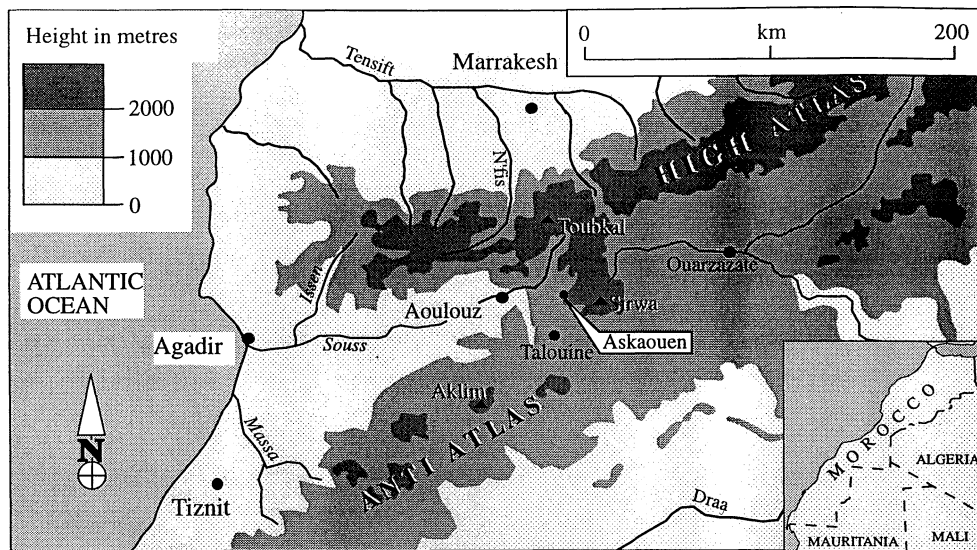 Height in metres
2000
1000
0
0 km 200
Tensift
Marrakesh
HIGH ATLAS
N'fis
Toubkal
Ouarzazate
Issen
ATLANTIC
OCEAN
Aoulouz
Sirwa
Agadir
Souss
Talouine
Askaouen
Aklim
ANTI ATLAS
N
Massa
Tiznit
Draa
MOROCCO
ALGERIA
MAURITANIA
MALI